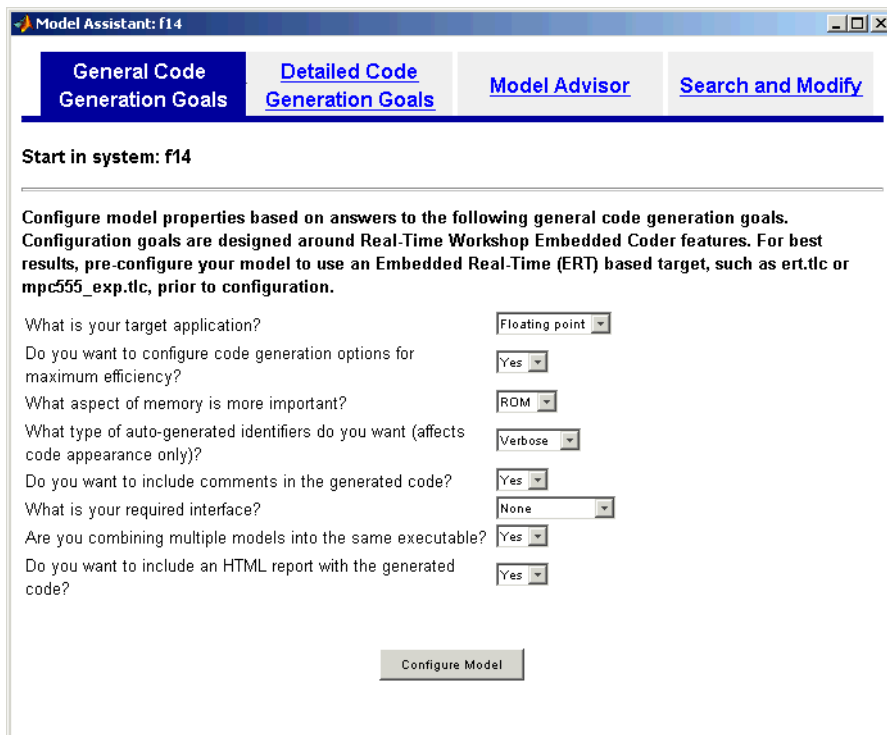 Model Assistant: f14
General Code
Generation Goals
Detailed Code
Generation Goals
Model Advisor
Search and Modify
Start in system: f14
Configure model properties based on answers to the following general code generation goals.
Configuration goals are designed around Real-Time Workshop Embedded Coder features. For best
results, pre-configure your model to use an Embedded Real-Time (ERT) based target, such as ert.tlc or
mpc555_exp.tlc, prior to configuration.
What is your target application? Floating point
Do you want to configure code generation options for
maximum efficiency? Yes
What aspect of memory is more important? ROM
What type of auto-generated identifiers do you want (affects
code appearance only)? Verbose
Do you want to include comments in the generated code? Yes
What is your required interface? None
Are you combining multiple models into the same executable? Yes
Do you want to include an HTML report with the generated
code? Yes
Configure Model